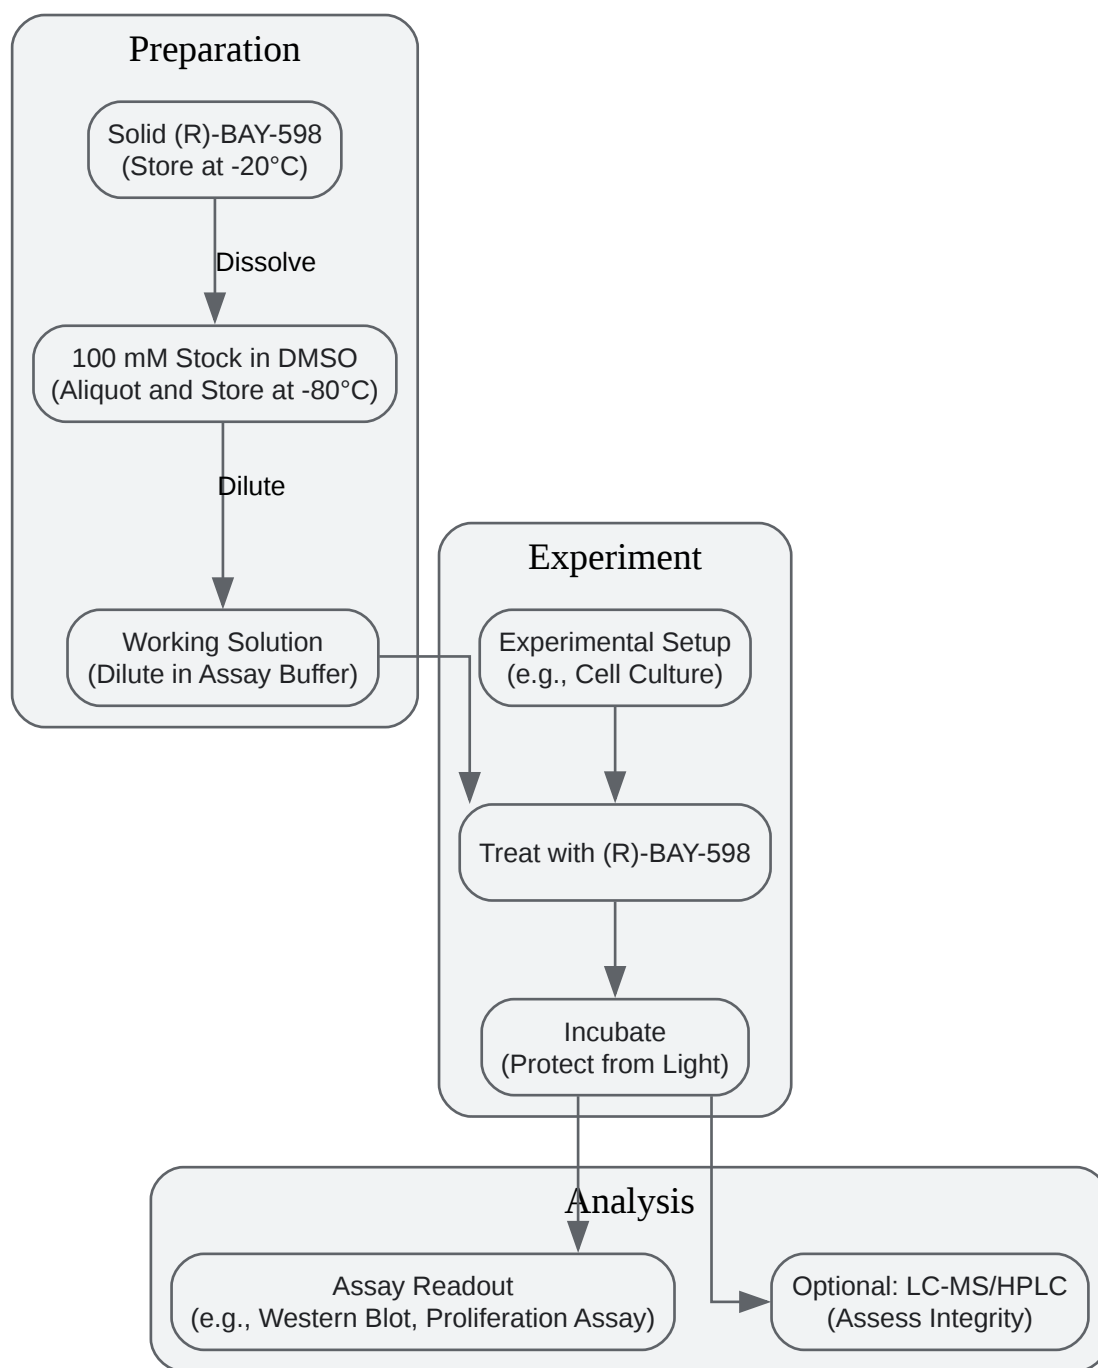 Preparation
Solid (R)-BAY-598
(Store at -20°C)
Dissolve
100 mM Stock in DMSO
(Aliquot and Store at -80°C)
Dilute
Working Solution
(Dilute in Assay Buffer)
Experiment
Experimental Setup
(e.g., Cell Culture)
Treat with (R)-BAY-598
Incubate
(Protect from Light)
Analysis
Assay Readout
(e.g., Western Blot, Proliferation Assay)
Optional: LC-MS/HPLC
(Assess Integrity)